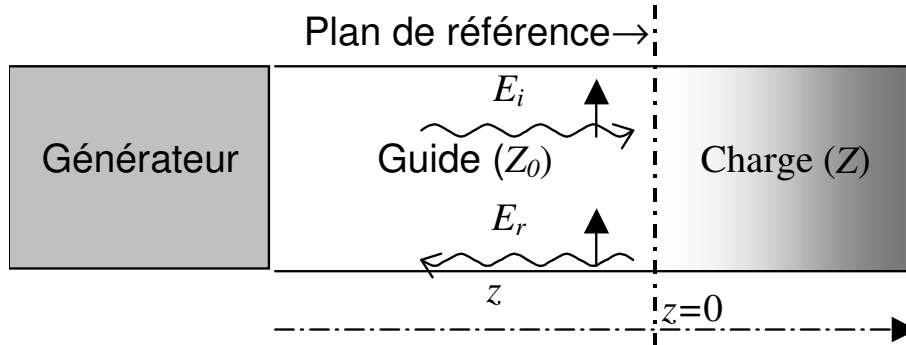 Plan de référence→
E_i
Générateur
Guide (Z_0)
Charge (Z)
E_r
z
z=0